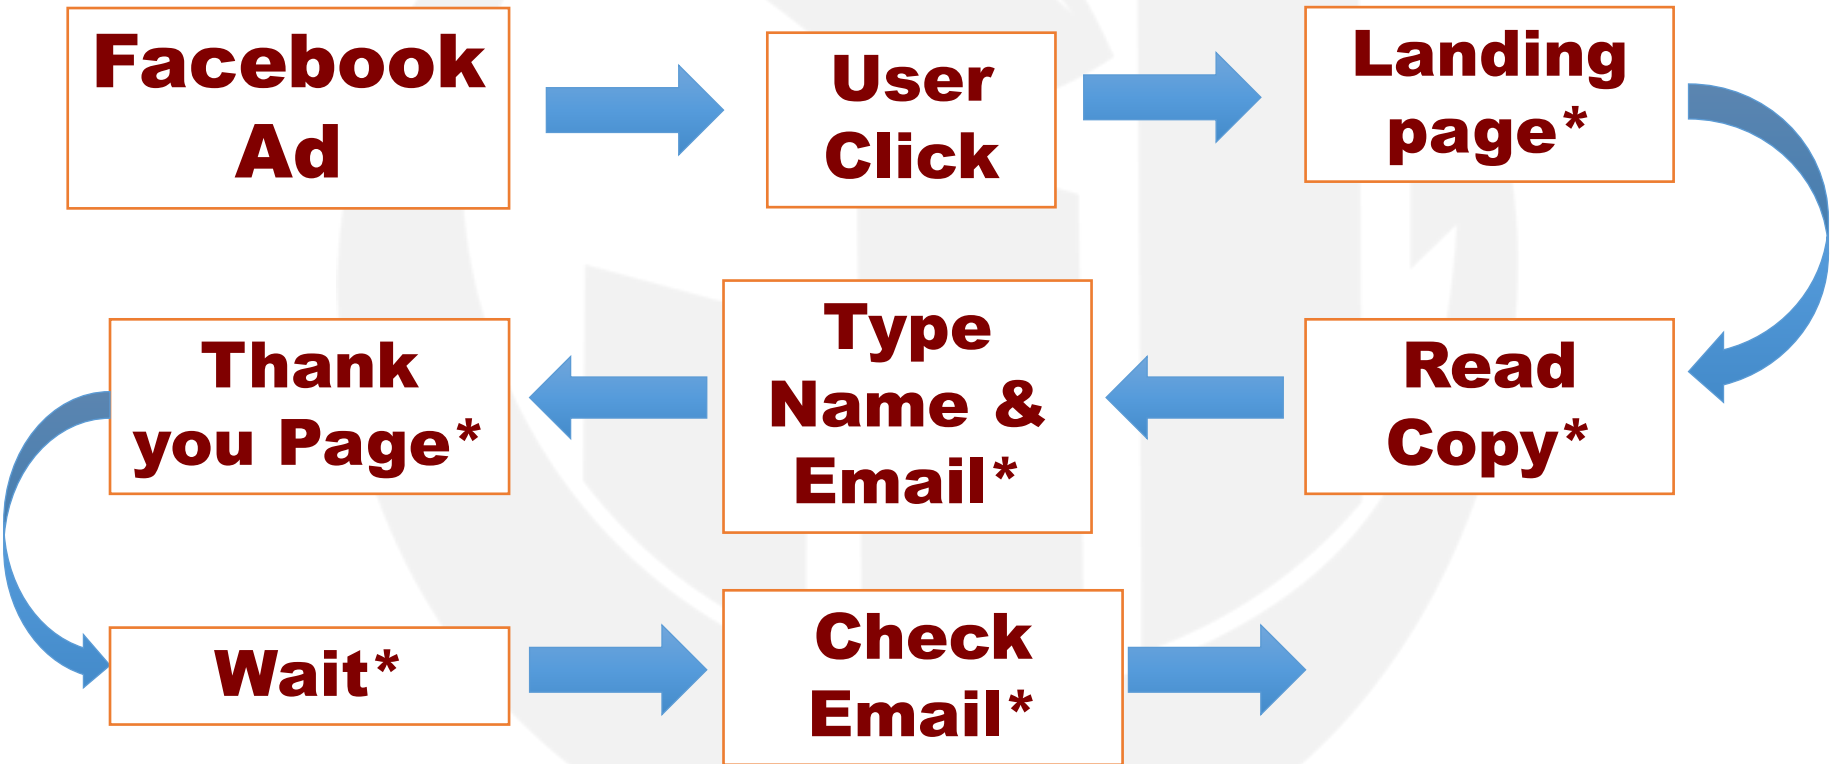 Facebook
Ad
User
Click
Landing
page*
Read
Copy*
Type
Name &
Email*
Thank
you Page*
Wait*
Check
Email*